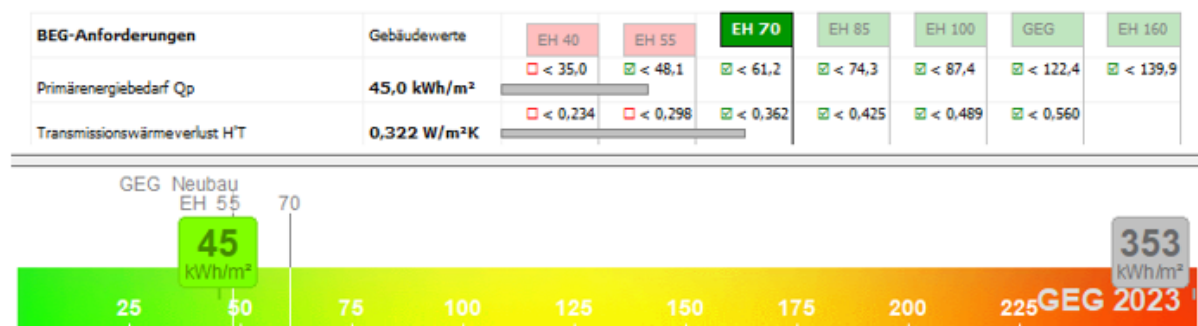 BEG-Anforderungen Gebäudewerte EH 40 EH 55 EH 70 EH 85 EH 100 GEG EH 160
< 35,0 < 48,1 < 61,2 < 74,3 < 87,4 < 122,4 < 139,9
Primärenergiebedarf Qp 45,0 kWh/m²
< 0,234 < 0,298 < 0,362 < 0,425 < 0,489 < 0,560
Transmissionswärmeverlust H'T 0,322 W/m²K
GEG Neubau
EH 55 70
45 353
kWh/m² kWh/m²
25 50 75 100 125 150 175 200 225 GEG 2023